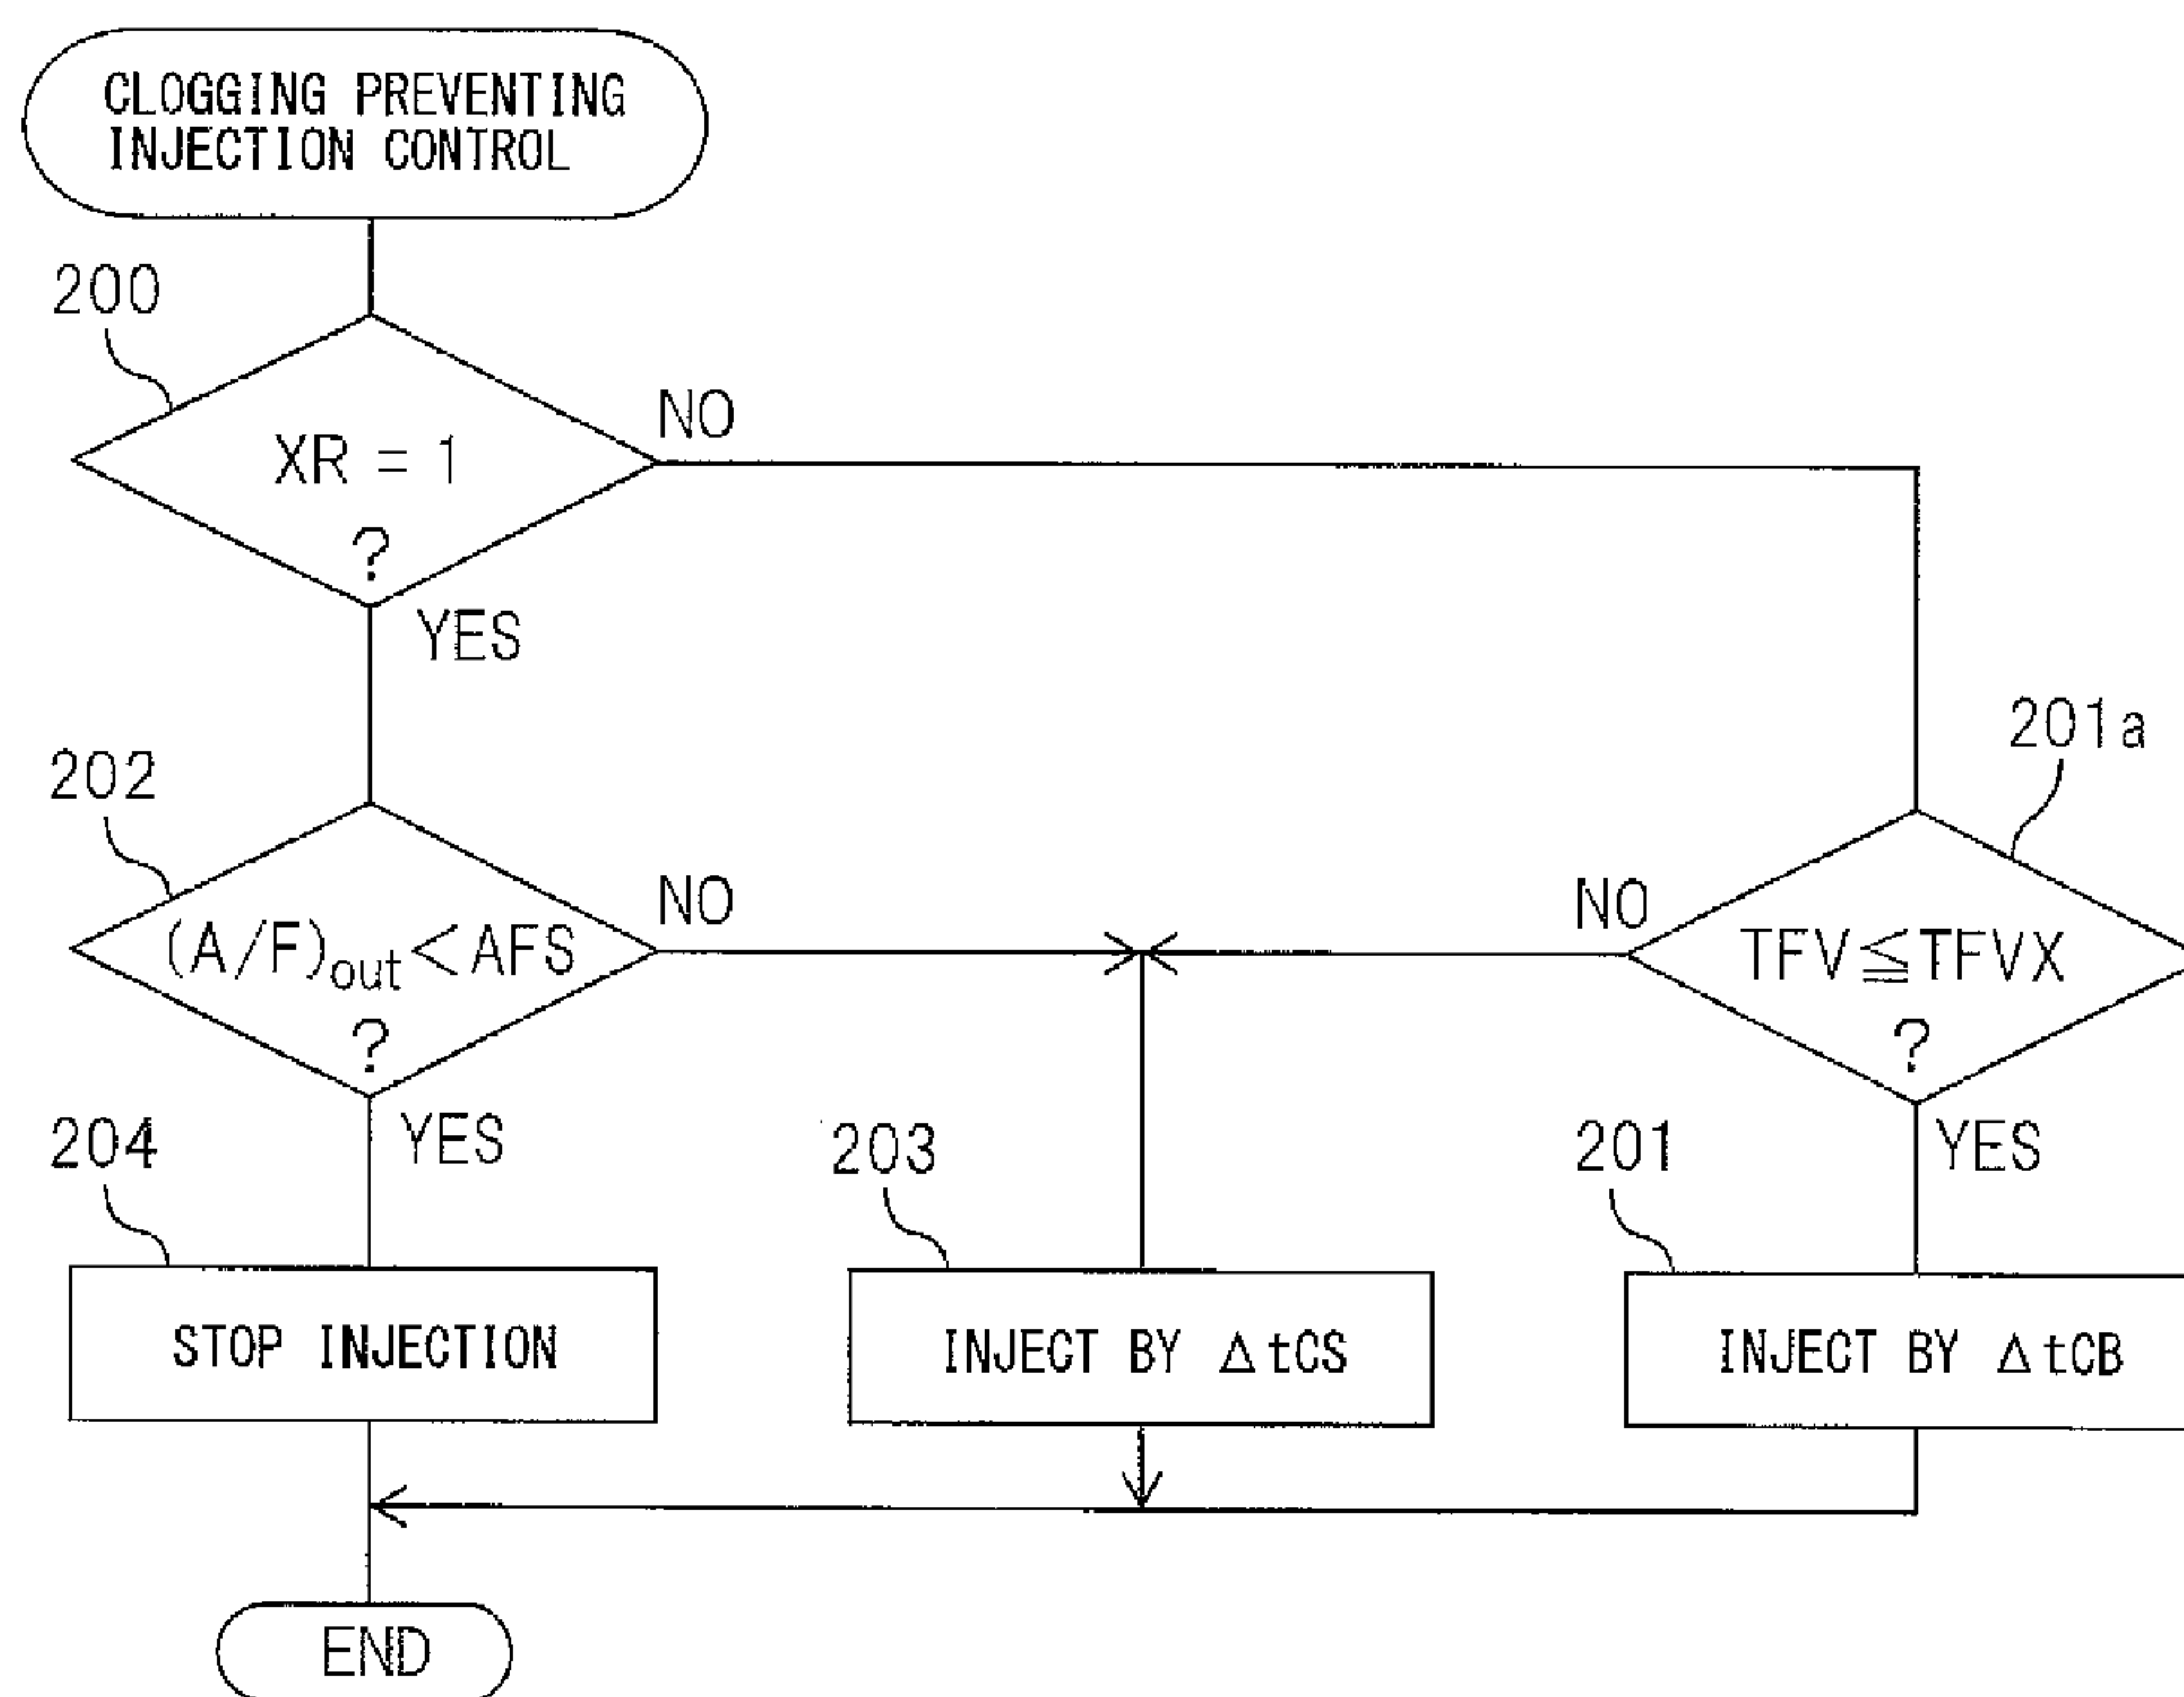 CLOGGING PREVENTING
INJECTION CONTROL
200
XR = 1
?
NO
YES
201a
202
(A/F)out<AFS
?
NO
YES
NO
TFV≦TFVX
?
YES
204
STOP INJECTION
203
INJECT BY ΔtCS
201
INJECT BY ΔtCB
END